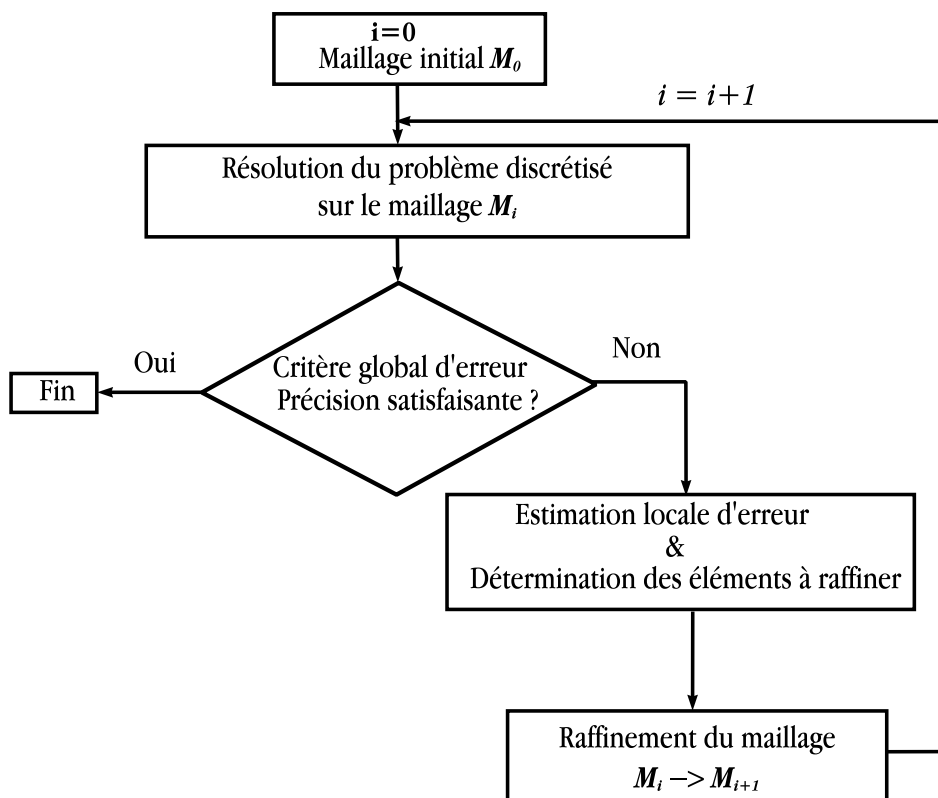 i=0
Maillage initial M₀
i = i+1
Résolution du problème discrétisé
sur le maillage Mᵢ
Oui
Non
Critère global d'erreur
Précision satisfaisante ?
Fin
Estimation locale d'erreur
&
Détermination des éléments à raffiner
Raffinement du maillage
Mᵢ –> Mᵢ₊₁